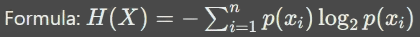 Formula: H(X) = − ∑ᵢ₌₁ⁿ p(xᵢ) log₂ p(xᵢ)